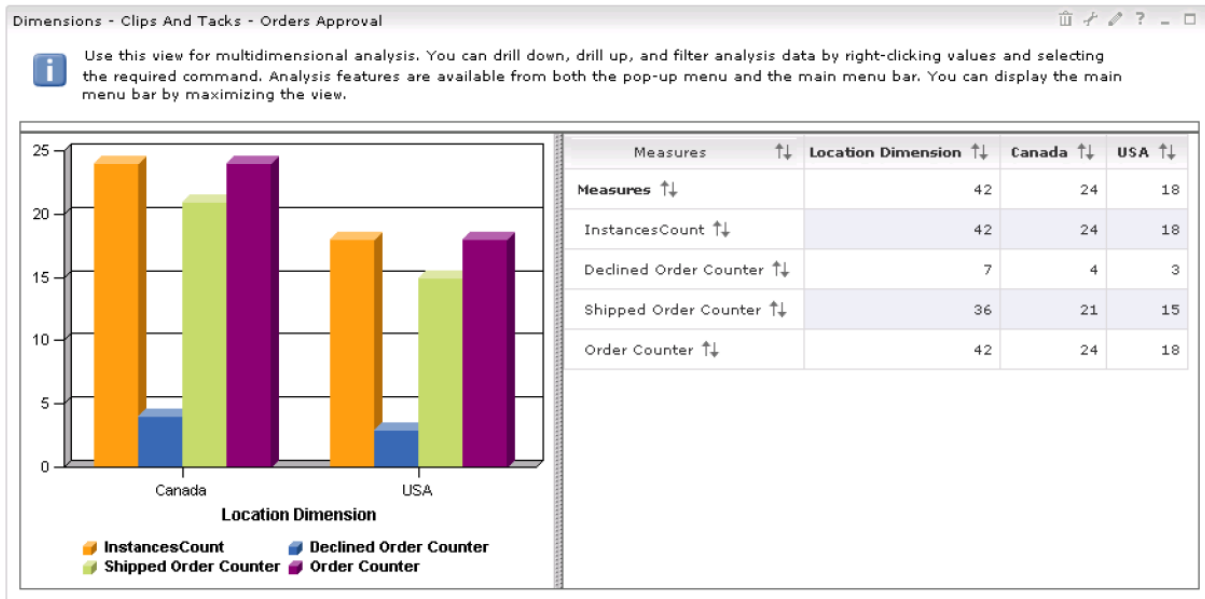 Dimensions - Clips And Tacks - Orders Approval
?
Use this view for multidimensional analysis. You can drill down, drill up, and filter analysis data by right-clicking values and selecting
the required command. Analysis features are available from both the pop-up menu and the main menu bar. You can display the main
menu bar by maximizing the view.
25
20
15
10
5
0
Canada USA
Location Dimension
InstancesCount Declined Order Counter
Shipped Order Counter Order Counter
Measures Location Dimension Canada USA
Measures 42 24 18
InstancesCount 42 24 18
Declined Order Counter 7 4 3
Shipped Order Counter 36 21 15
Order Counter 42 24 18